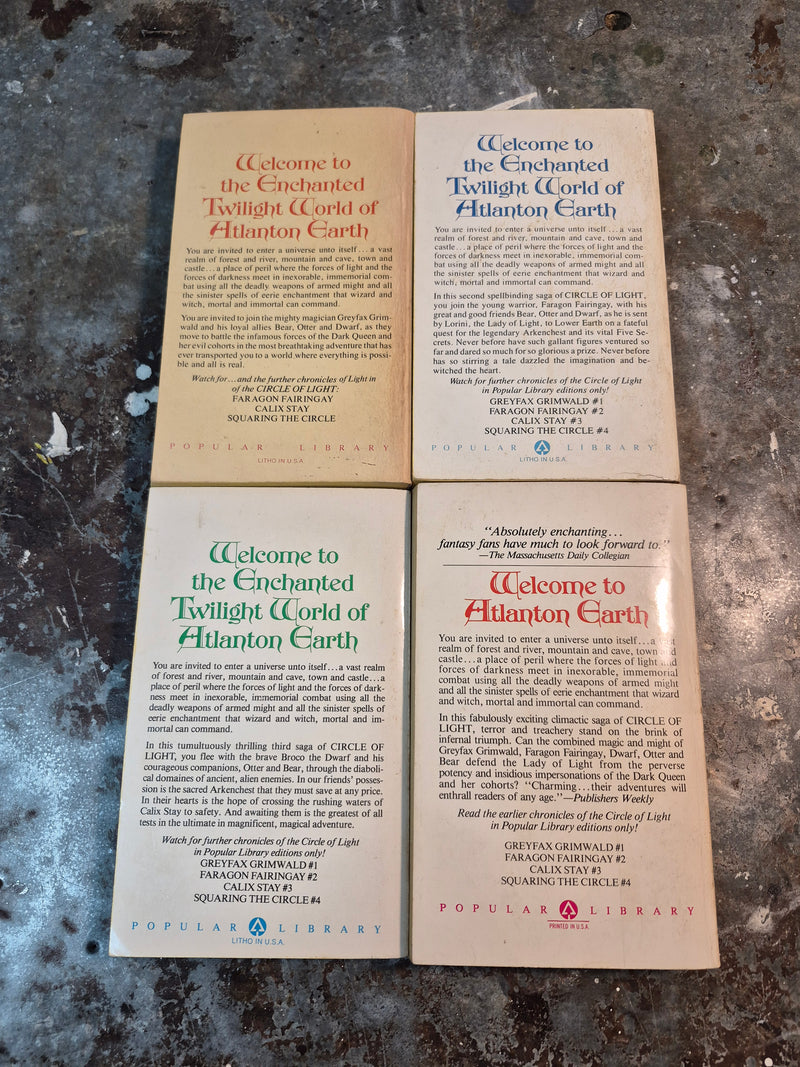 Welcome to
the Enchanted
Twilight World of
Atlanton Earth
You are invited to enter a universe unto itself...a vast
realm of forest and river, mountain and cave, town and
castle...a place of peril where the forces of light and the
forces of darkness meet in inexorable, immemorial com-
bat using all the deadly weapons of armed might and all
the sinister spells of eerie enchantment that wizard and
witch, mortal and immortal can command.
You are invited to join the mighty magician Greyfax Grim-
wald and his loyal allies Bear, Otter and Dwarf, as they
move to battle the infamous forces of the Dark Queen and
her evil cohorts in the most breathtaking adventure that has
ever transported you to a world where everything is possi-
ble and all is real.
Watch for...and the further chronicles of Light in
of the CIRCLE OF LIGHT:
FARAGON FAIRINGAY
CALIX STAY
SQUARING THE CIRCLE
POPULAR LIBRARY
LITHO IN U.S.A.
Welcome to
the Enchanted
Twilight World of
Atlanton Earth
You are invited to enter a universe unto itself...a vast
realm of forest and river, mountain and cave, town and
castle...a place of peril where the forces of light and the
forces of darkness meet in inexorable, immemorial com-
bat using all the deadly weapons of armed might and all
the sinister spells of eerie enchantment that wizard and
witch, mortal and immortal can command.
In this second spellbinding saga of CIRCLE OF LIGHT,
you join the young warrior, Faragon Fairingay, with his
great and good friends Bear, Otter and Dwarf, as he is sent
by Lorini, the Lady of Light, to Lower Earth on a fateful
quest for the legendary Arkenchest and its vital Five Se-
crets. Never before have such gallant figures ventured so
far and dared so much for so glorious a prize. Never before
has so stirring a tale dazzled the imagination and be-
witched the heart.
Watch for further chronicles of the Circle of Light
in Popular Library editions only!
GREYFAX GRIMWALD #1
FARAGON FAIRINGAY #2
CALIX STAY #3
SQUARING THE CIRCLE #4
POPULAR LIBRARY
LITHO IN U.S.A.
Welcome to
the Enchanted
Twilight World of
Atlanton Earth
You are invited to enter a universe unto itself...a vast realm
of forest and river, mountain and cave, town and castle...a
place of peril where the forces of light and the forces of dark-
ness meet in inexorable, immemorial combat using all the
deadly weapons of armed might and all the sinister spells of
eerie enchantment that wizard and witch, mortal and im-
mortal can command.
In this tumultuously thrilling third saga of CIRCLE OF
LIGHT, you flee with the brave Broco the Dwarf and his
courageous companions, Otter and Bear, through the diaboli-
cal domains of ancient, alien enemies. In our friends' posses-
sion is the sacred Arkenchest that they must save at any price.
In their hearts is the hope of crossing the rushing waters of
Calix Stay to safety. And awaiting them is the greatest of all
tests in the ultimate in magnificent, magical adventure.
Watch for further chronicles of the Circle of Light
in Popular Library editions only!
GREYFAX GRIMWALD #1
FARAGON FAIRINGAY #2
CALIX STAY #3
SQUARING THE CIRCLE #4
POPULAR LIBRARY
LITHO IN U.S.A.
"Absolutely enchanting...
fantasy fans have much to look forward to."
—The Massachusetts Daily Collegian
Welcome to
Atlanton Earth
You are invited to enter a universe unto itself...a vast
realm of forest and river, mountain and cave, town and
castle...a place of peril where the forces of light and
forces of darkness meet in inexorable, immemorial
combat using all the deadly weapons of armed might
and all the sinister spells of eerie enchantment that wizard
and witch, mortal and immortal can command.
In this fabulously exciting climactic saga of CIRCLE OF
LIGHT, terror and treachery stand on the brink of
infernal triumph. Can the combined magic and might of
Greyfax Grimwald, Faragon Fairingay, Dwarf, Otter and
Bear defend the Lady of Light from the perverse
potency and insidious impersonations of the Dark Queen
and her cohorts? "Charming...their adventures will
enthrall readers of any age."—Publishers Weekly
Read the earlier chronicles of the Circle of Light
in Popular Library editions only!
GREYFAX GRIMWALD #1
FARAGON FAIRINGAY #2
CALIX STAY #3
SQUARING THE CIRCLE #4
POPULAR LIBRARY
PRINTED IN U.S.A.